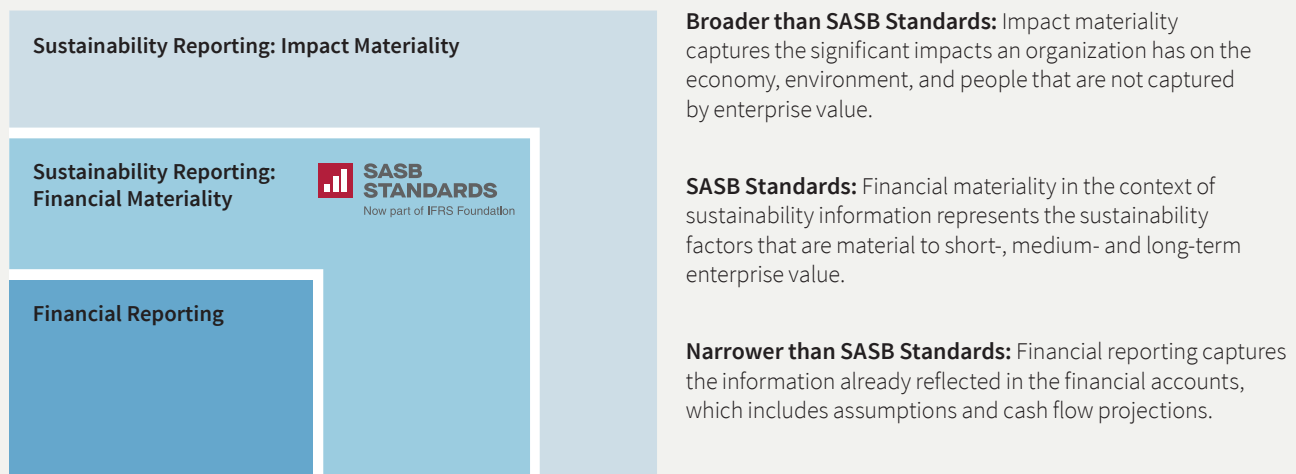 Sustainability Reporting: Impact Materiality
Sustainability Reporting:
Financial Materiality
SASB
STANDARDS
Now part of IFRS Foundation
Financial Reporting
Broader than SASB Standards: Impact materiality
captures the significant impacts an organization has on the
economy, environment, and people that are not captured
by enterprise value.
SASB Standards: Financial materiality in the context of
sustainability information represents the sustainability
factors that are material to short-, medium- and long-term
enterprise value.
Narrower than SASB Standards: Financial reporting captures
the information already reflected in the financial accounts,
which includes assumptions and cash flow projections.